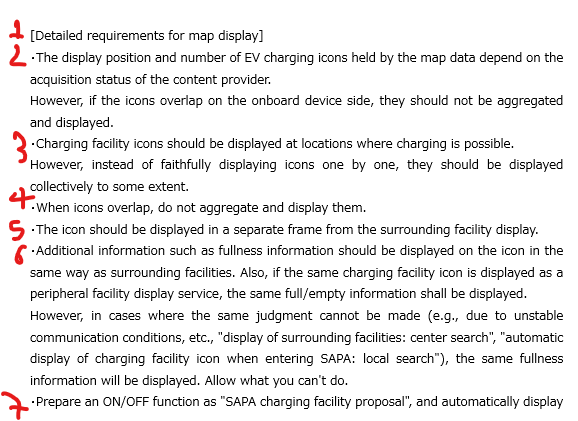 1 [Detailed requirements for map display]
2 ·The display position and number of EV charging icons held by the map data depend on the
acquisition status of the content provider.
However, if the icons overlap on the onboard device side, they should not be aggregated
and displayed.
3 ·Charging facility icons should be displayed at locations where charging is possible.
However, instead of faithfully displaying icons one by one, they should be displayed
collectively to some extent.
4 ·When icons overlap, do not aggregate and display them.
5 ·The icon should be displayed in a separate frame from the surrounding facility display.
6 ·Additional information such as fullness information should be displayed on the icon in the
same way as surrounding facilities. Also, if the same charging facility icon is displayed as a
peripheral facility display service, the same full/empty information shall be displayed.
However, in cases where the same judgment cannot be made (e.g., due to unstable
communication conditions, etc., "display of surrounding facilities: center search", "automatic
display of charging facility icon when entering SAPA: local search"), the same fullness
information will be displayed. Allow what you can't do.
7 ·Prepare an ON/OFF function as "SAPA charging facility proposal", and automatically display